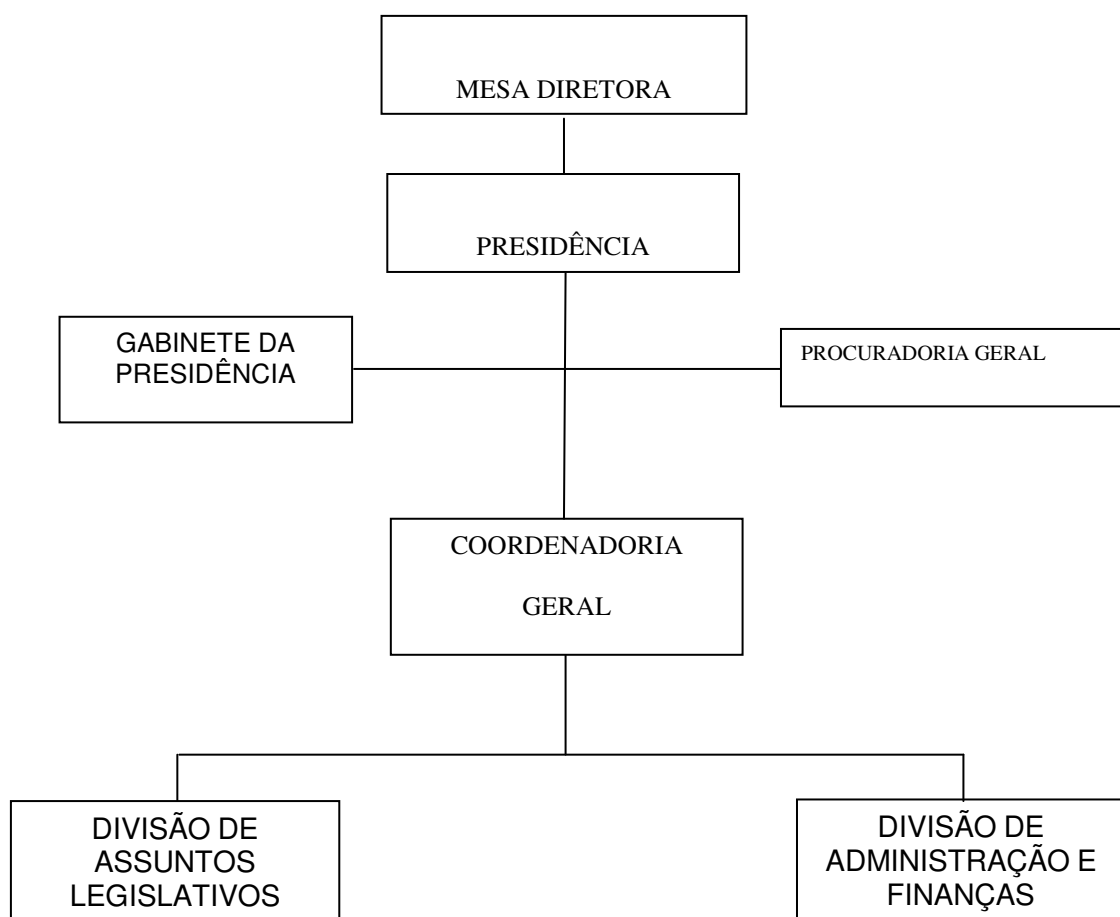 MESA DIRETORA
PRESIDÊNCIA
GABINETE DA
PRESIDÊNCIA
PROCURADORIA GERAL
COORDENADORIA
GERAL
DIVISÃO DE
ASSUNTOS
LEGISLATIVOS
DIVISÃO DE
ADMINISTRAÇÃO E
FINANÇAS